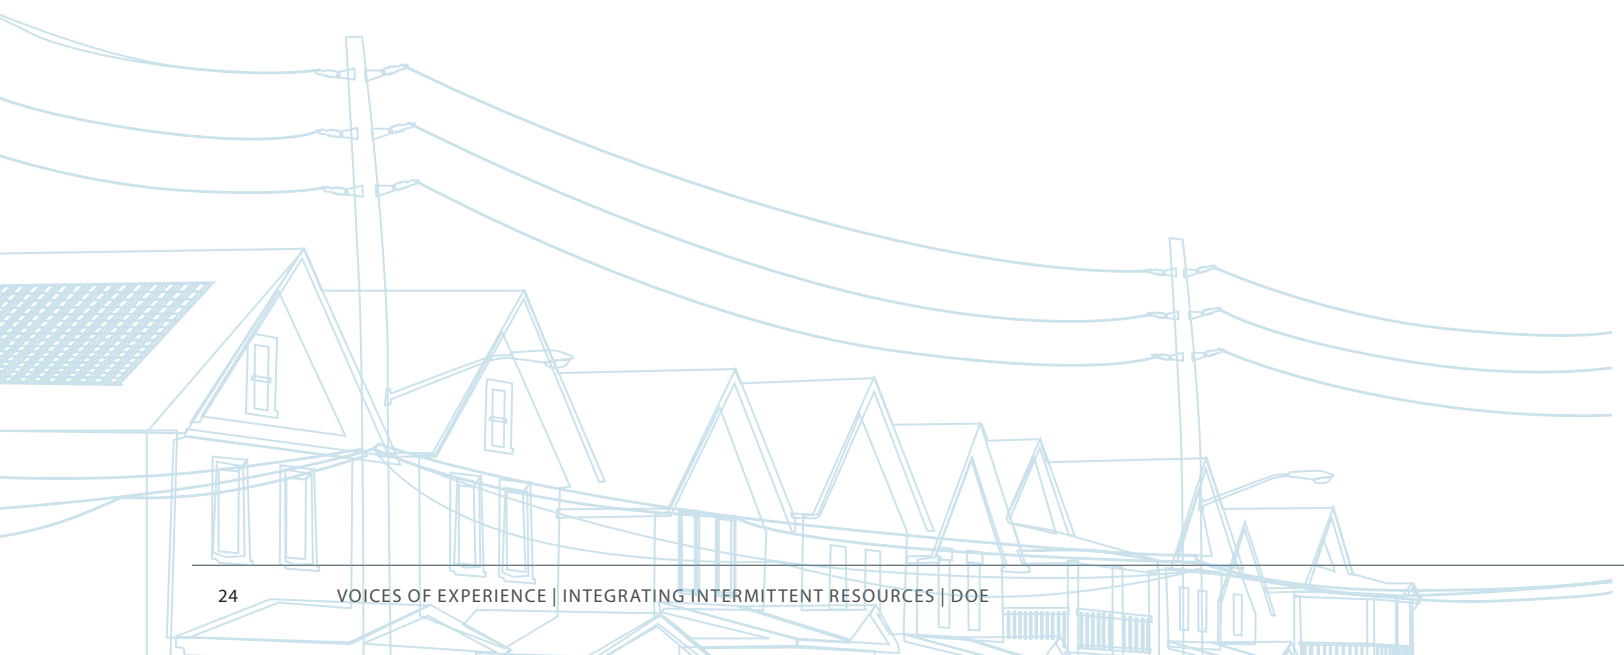 24 VOICES OF EXPERIENCE | INTEGRATING INTERMITTENT RESOURCES | DOE